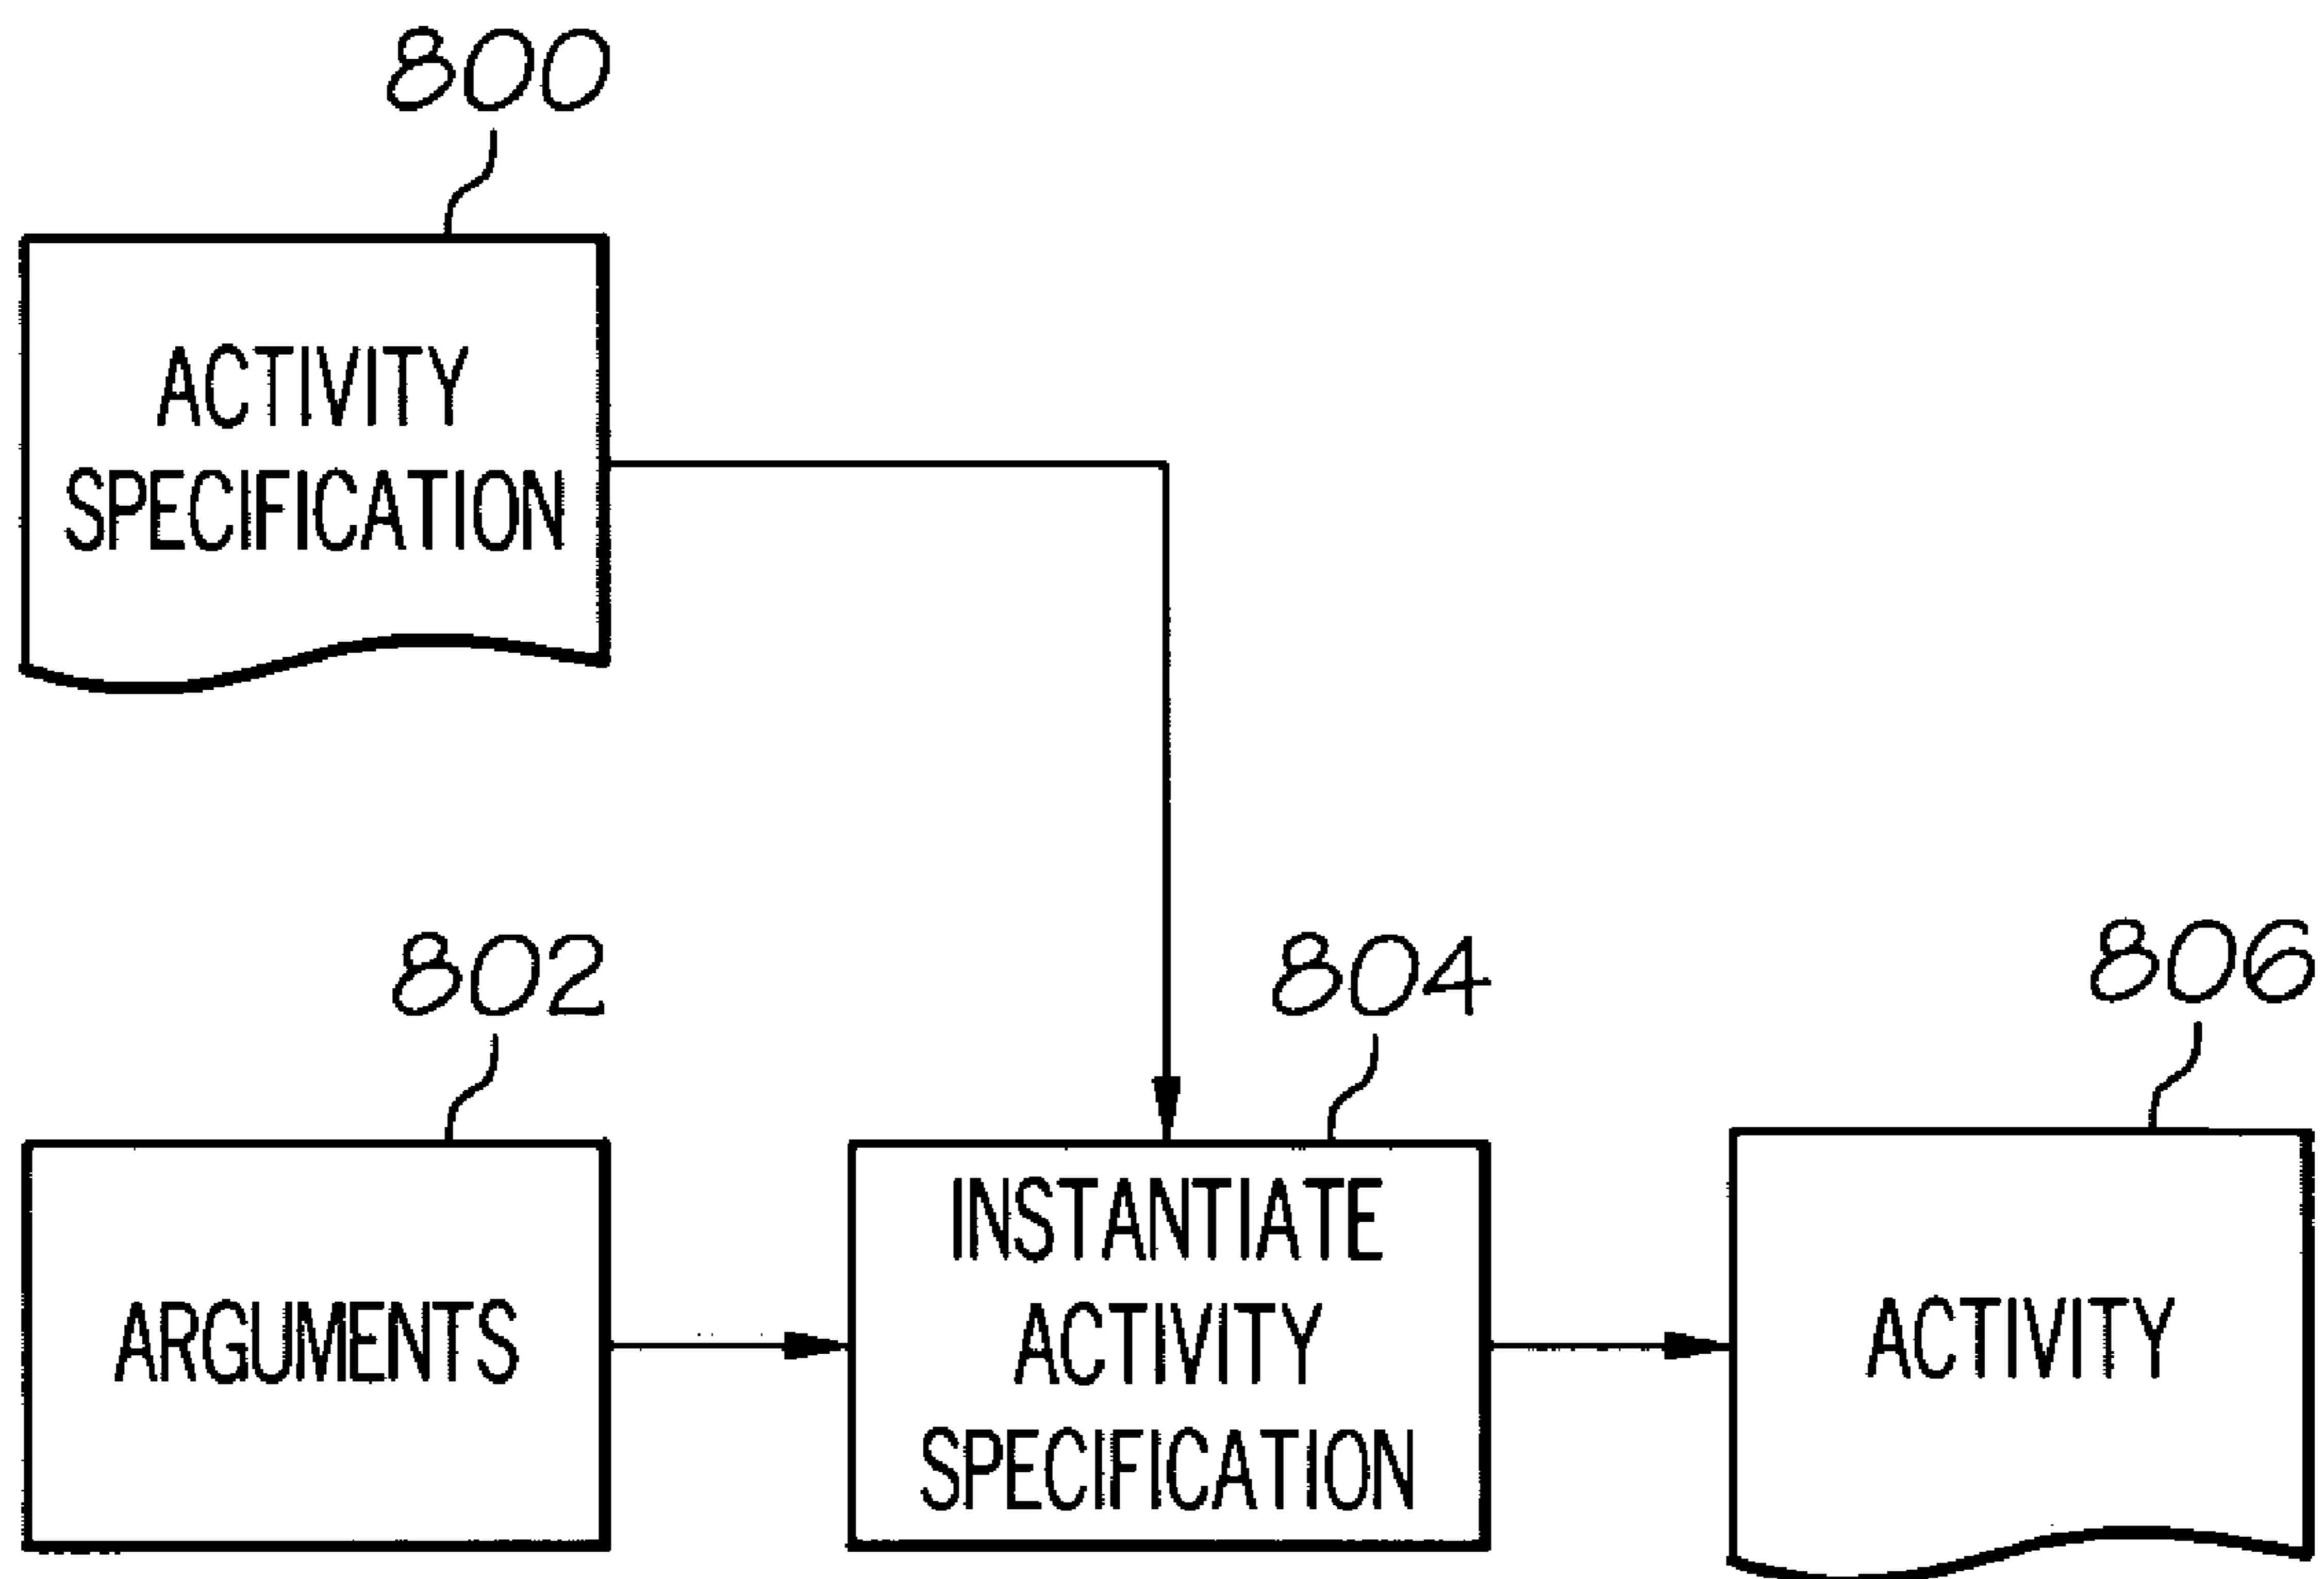 800
ACTIVITY
SPECIFICATION
802
ARGUMENTS
804
INSTANTIATE
ACTIVITY
SPECIFICATION
806
ACTIVITY